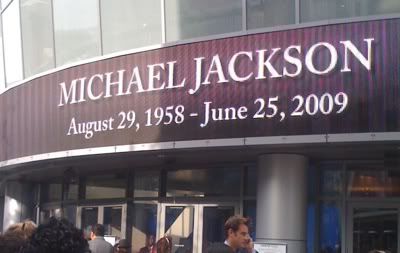 MICHAEL JACKSON
August 29, 1958 - June 25, 2009